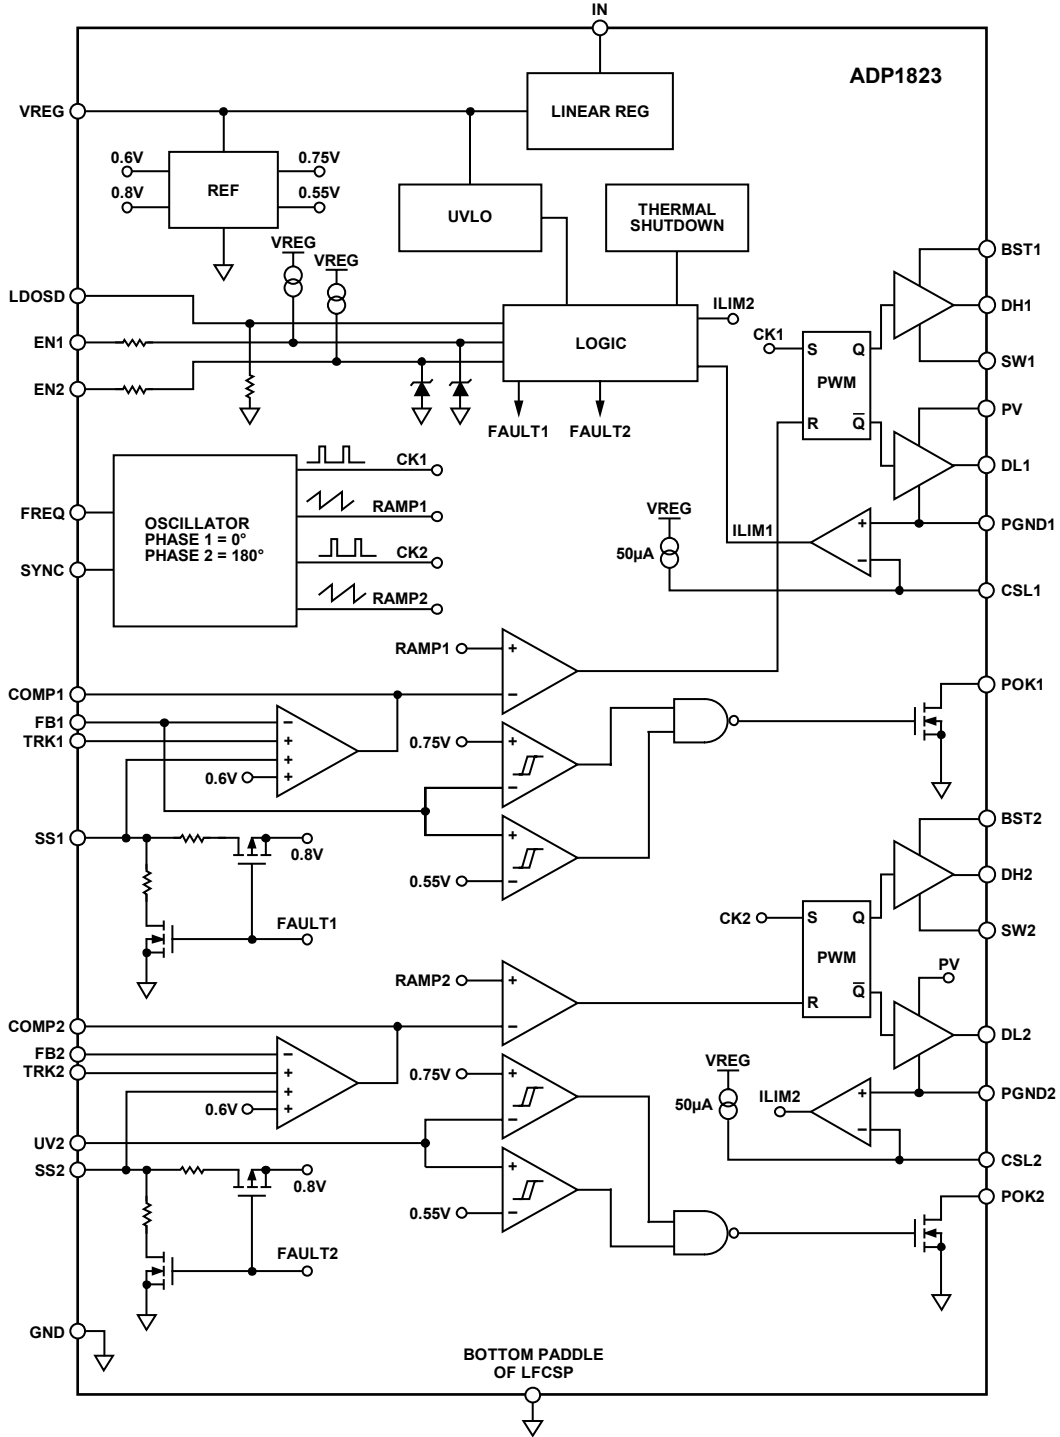 IN
ADP1823
VREG
LINEAR REG
0.6V
0.75V
REF
0.8V
0.55V
UVLO
THERMAL
SHUTDOWN
VREG
VREG
BST1
LDOSD
ILIM2
DH1
EN1
LOGIC
CK1
S
Q
SW1
EN2
PWM
PV
FAULT1
FAULT2
R
Q
CK1
DL1
FREQ
RAMP1
VREG
ILIM1
+
PGND1
OSCILLATOR
PHASE 1 = 0°
PHASE 2 = 180°
CK2
50µA
–
SYNC
RAMP2
CSL1
RAMP1
+
COMP1
–
POK1
FB1
–
TRK1
+
0.75V
+
+
0.6V
+
–
SS1
0.8V
+
BST2
0.55V
–
DH2
FAULT1
CK2
S
Q
SW2
PWM
PV
RAMP2
+
R
Q
COMP2
–
DL2
FB2
–
TRK2
+
0.75V
+
VREG
+
50µA
ILIM2
+
PGND2
0.6V
+
–
–
UV2
SS2
0.8V
+
CSL2
0.55V
–
POK2
FAULT2
GND
BOTTOM PADDLE
OF LFCSP